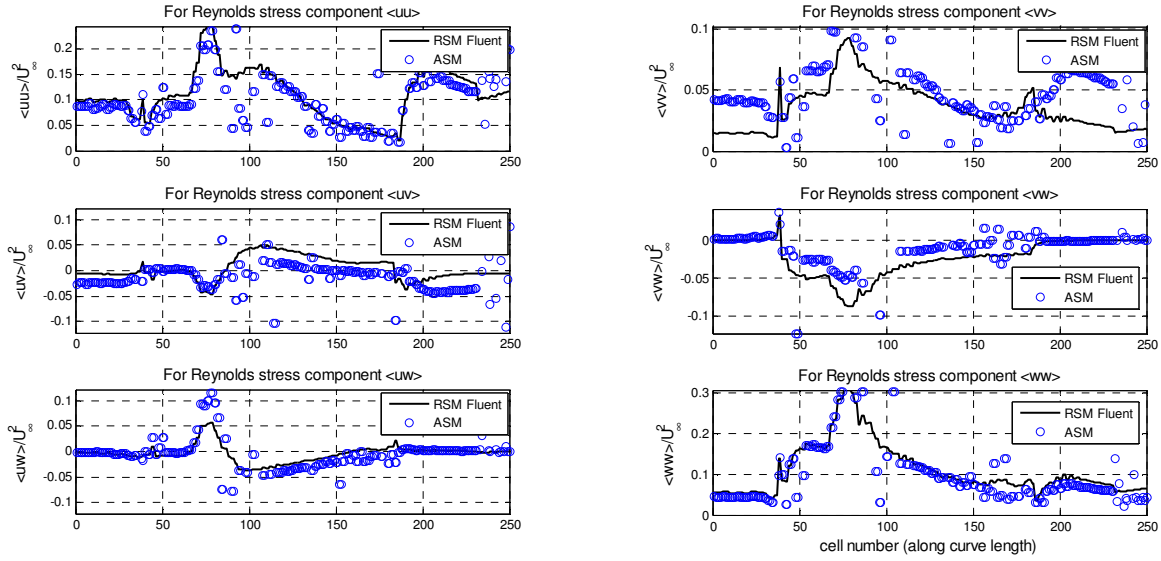 For Reynolds stress component <uu>
<uu>/U²∞
0.2
0.15
0.1
0.05
0
0 50 100 150 200 250
RSM Fluent
ASM
For Reynolds stress component <uv>
<uv>/U²∞
0.1
0.05
0
-0.05
-0.1
0 50 100 150 200 250
RSM Fluent
ASM
For Reynolds stress component <uw>
<uw>/U²∞
0.1
0.05
0
-0.05
-0.1
0 50 100 150 200 250
RSM Fluent
ASM
For Reynolds stress component <vv>
<vv>/U²∞
0.1
0.05
0
0 50 100 150 200 250
RSM Fluent
ASM
For Reynolds stress component <vw>
<vw>/U²∞
0
-0.05
-0.1
0 50 100 150 200 250
RSM Fluent
ASM
For Reynolds stress component <ww>
<ww>/U²∞
0.3
0.2
0.1
0
0 50 100 150 200 250
RSM Fluent
ASM
cell number (along curve length)